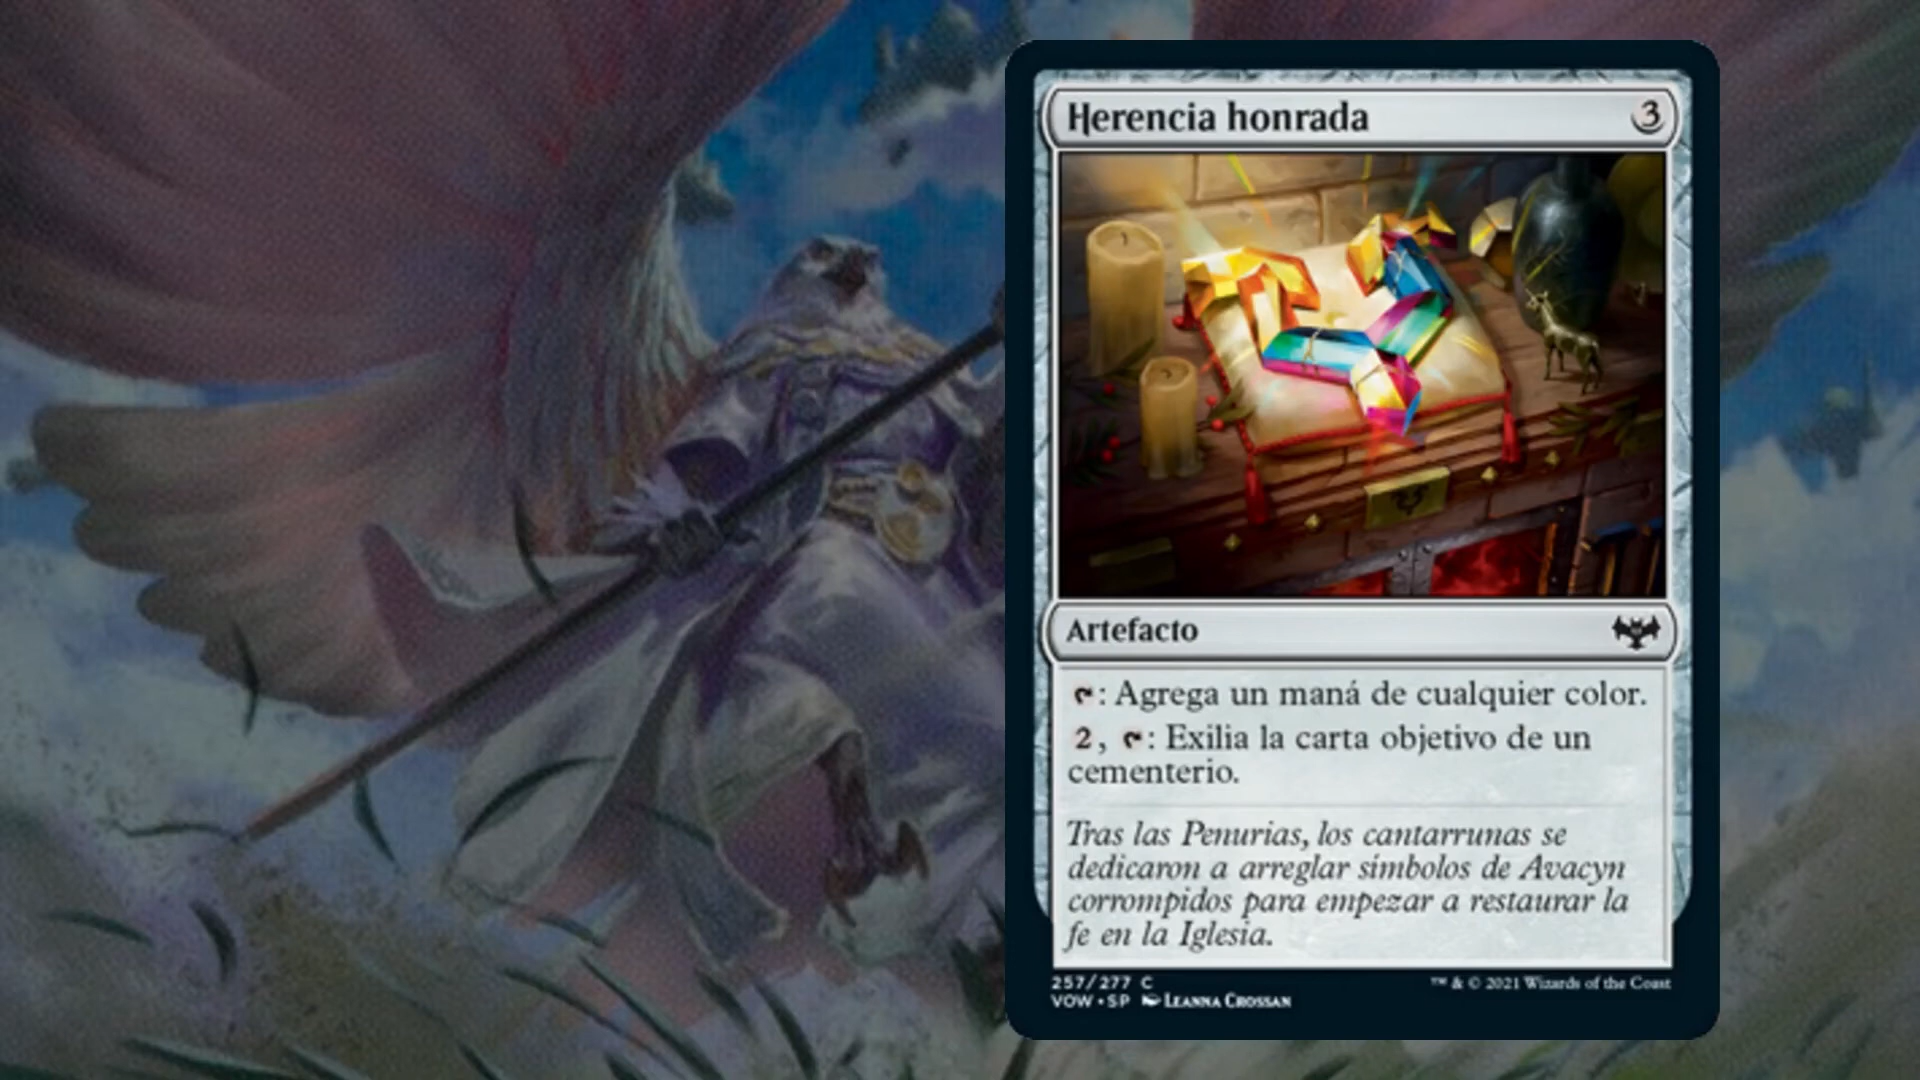 Herencia honrada 3
Artefacto
: Agrega un maná de cualquier color.
2, : Exilia la carta objetivo de un
cementerio.
Tras las Penurias, los cantarrunas se
dedicaron a arreglar símbolos de Avacyn
corrompidos para empezar a restaurar la
fe en la Iglesia.
257/277 C ™ & © 2021 Wizards of the Coast
VOW • SP Leanna Crossan